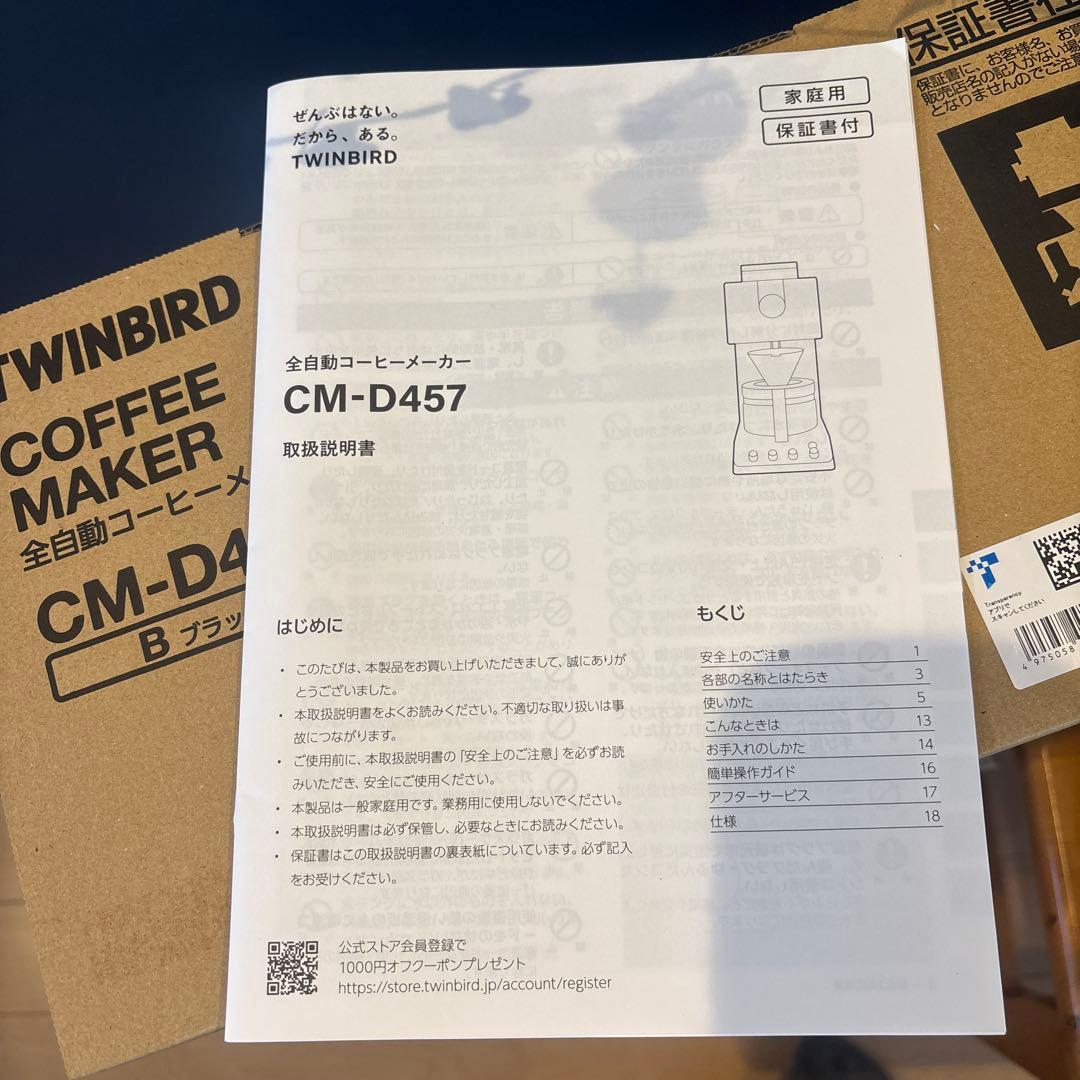 ぜんぶはない。
だから、ある。
TWINBIRD
家庭用
保証書付
全自動コーヒーメーカー
CM-D457
取扱説明書
はじめに
・ このたびは、本製品をお買い上げいただきまして、誠にありが
とうございました。
・ 本取扱説明書をよくお読みください。不適切な取り扱いは事
故につながります。
・ ご使用前に、本取扱説明書の「安全上のご注意」を必ずお読
みいただき、安全にご使用ください。
・ 本製品は一般家庭用です。業務用に使用しないでください。
・ 本取扱説明書は必ず保管し、必要なときにお読みください。
・ 保証書はこの取扱説明書の裏表紙についています。必ず記入
をお受けください。
もくじ
安全上のご注意 1
各部の名称とはたらき 3
使いかた 5
こんなときは 13
お手入れのしかた 14
簡単操作ガイド 16
アフターサービス 17
仕様 18
公式ストア会員登録で
1000円オフクーポンプレゼント
https://store.twinbird.jp/account/register
TWINBIRD
COFFEE
MAKER
全自動コーヒーメ
CM-D4
B ブラッ
保証書
保証書に、お客様名、お買
販売店名の記入がない場
となりませんのでご注意
Transparency
アプリで
スキャンしてください
4 975058